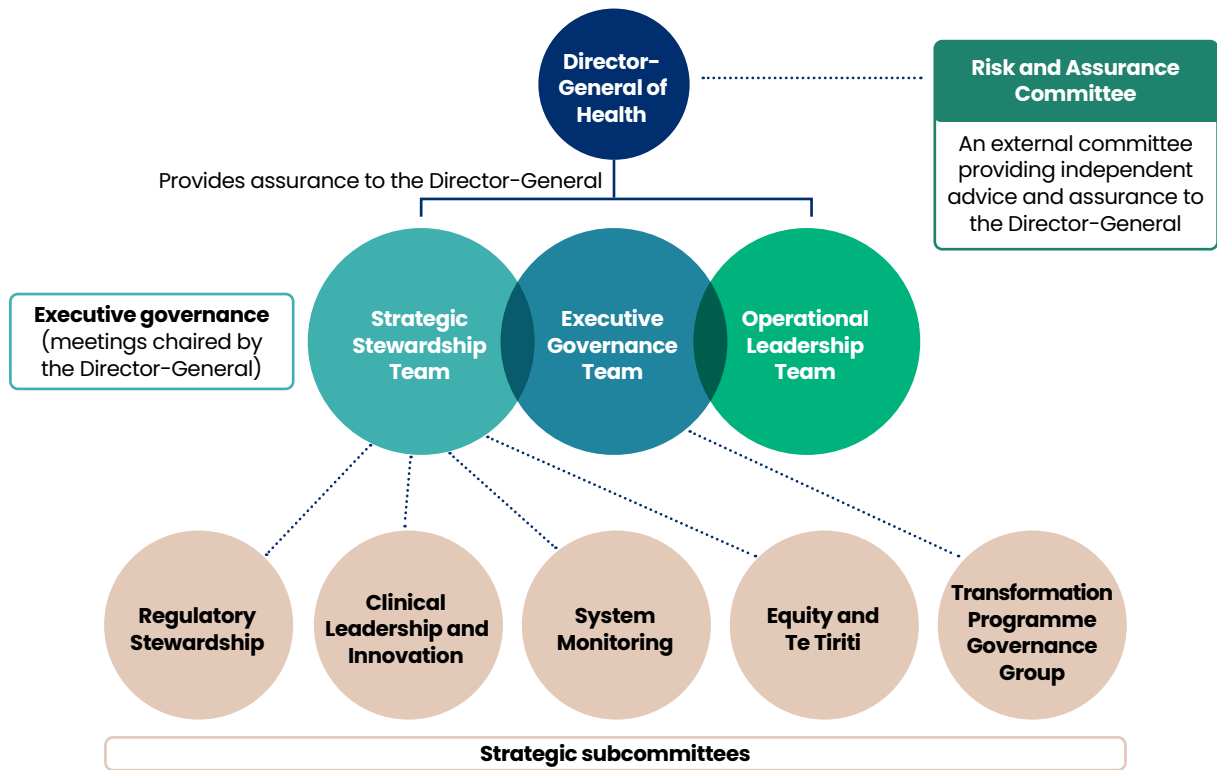 Director-
General of
Health
Risk and Assurance
Committee
An external committee
providing independent
advice and assurance to
the Director-General
Provides assurance to the Director-General
Executive governance
(meetings chaired by
the Director-General)
Strategic
Stewardship
Team
Executive
Governance
Team
Operational
Leadership
Team
Regulatory
Stewardship
Clinical
Leadership and
Innovation
System
Monitoring
Equity and
Te Tiriti
Transformation
Programme
Governance
Group
Strategic subcommittees